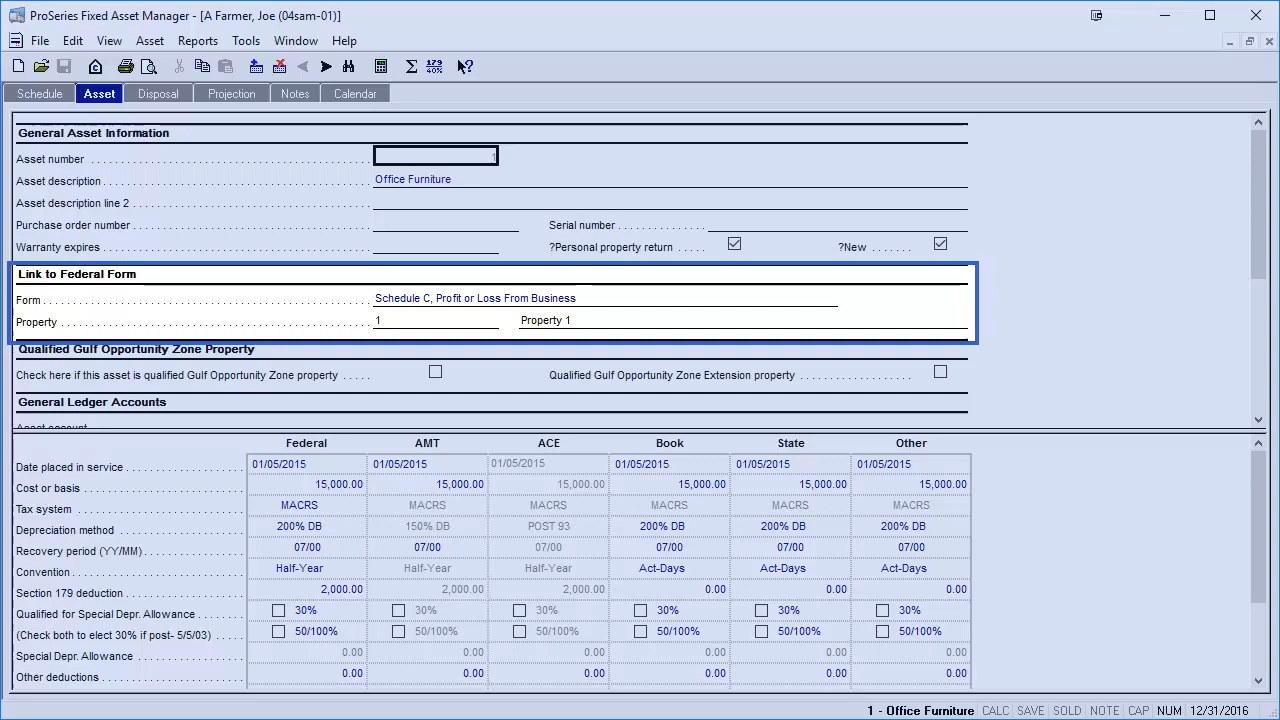 ProSeries Fixed Asset Manager - [A Farmer, Joe (04sam-01)]
File Edit View Asset Reports Tools Window Help
Schedule Asset Disposal Projection Notes Calendar
General Asset Information
Asset number 1
Asset description Office Furniture
Asset description line 2
Purchase order number Serial number
Warranty expires ?Personal property return ?New
Link to Federal Form
Form Schedule C, Profit or Loss From Business
Property 1 Property 1
Qualified Gulf Opportunity Zone Property
Check here if this asset is qualified Gulf Opportunity Zone property Qualified Gulf Opportunity Zone Extension property
General Ledger Accounts
Asset account
Federal AMT ACE Book State Other
Date placed in service 01/05/2015 01/05/2015 01/05/2015 01/05/2015 01/05/2015 01/05/2015
Cost or basis 15,000.00 15,000.00 15,000.00 15,000.00 15,000.00 15,000.00
Tax system MACRS MACRS MACRS MACRS MACRS MACRS
Depreciation method 200% DB 150% DB POST 93 200% DB 200% DB 200% DB
Recovery period (YY/MM) 07/00 07/00 07/00 07/00 07/00 07/00
Convention Half-Year Half-Year Half-Year Act-Days Act-Days Act-Days
Section 179 deduction 2,000.00 2,000.00 2,000.00 0.00 0.00 0.00
Qualified for Special Depr. Allowance 30% 30% 30% 30% 30% 30%
(Check both to elect 30% if post- 5/5/03) 50/100% 50/100% 50/100% 50/100% 50/100% 50/100%
Special Depr. Allowance 0.00 0.00 0.00 0.00 0.00 0.00
Other deductions 0.00 0.00 0.00 0.00 0.00 0.00
1 - Office Furniture CALC SAVE SOLD NOTE CAP NUM 12/31/2016